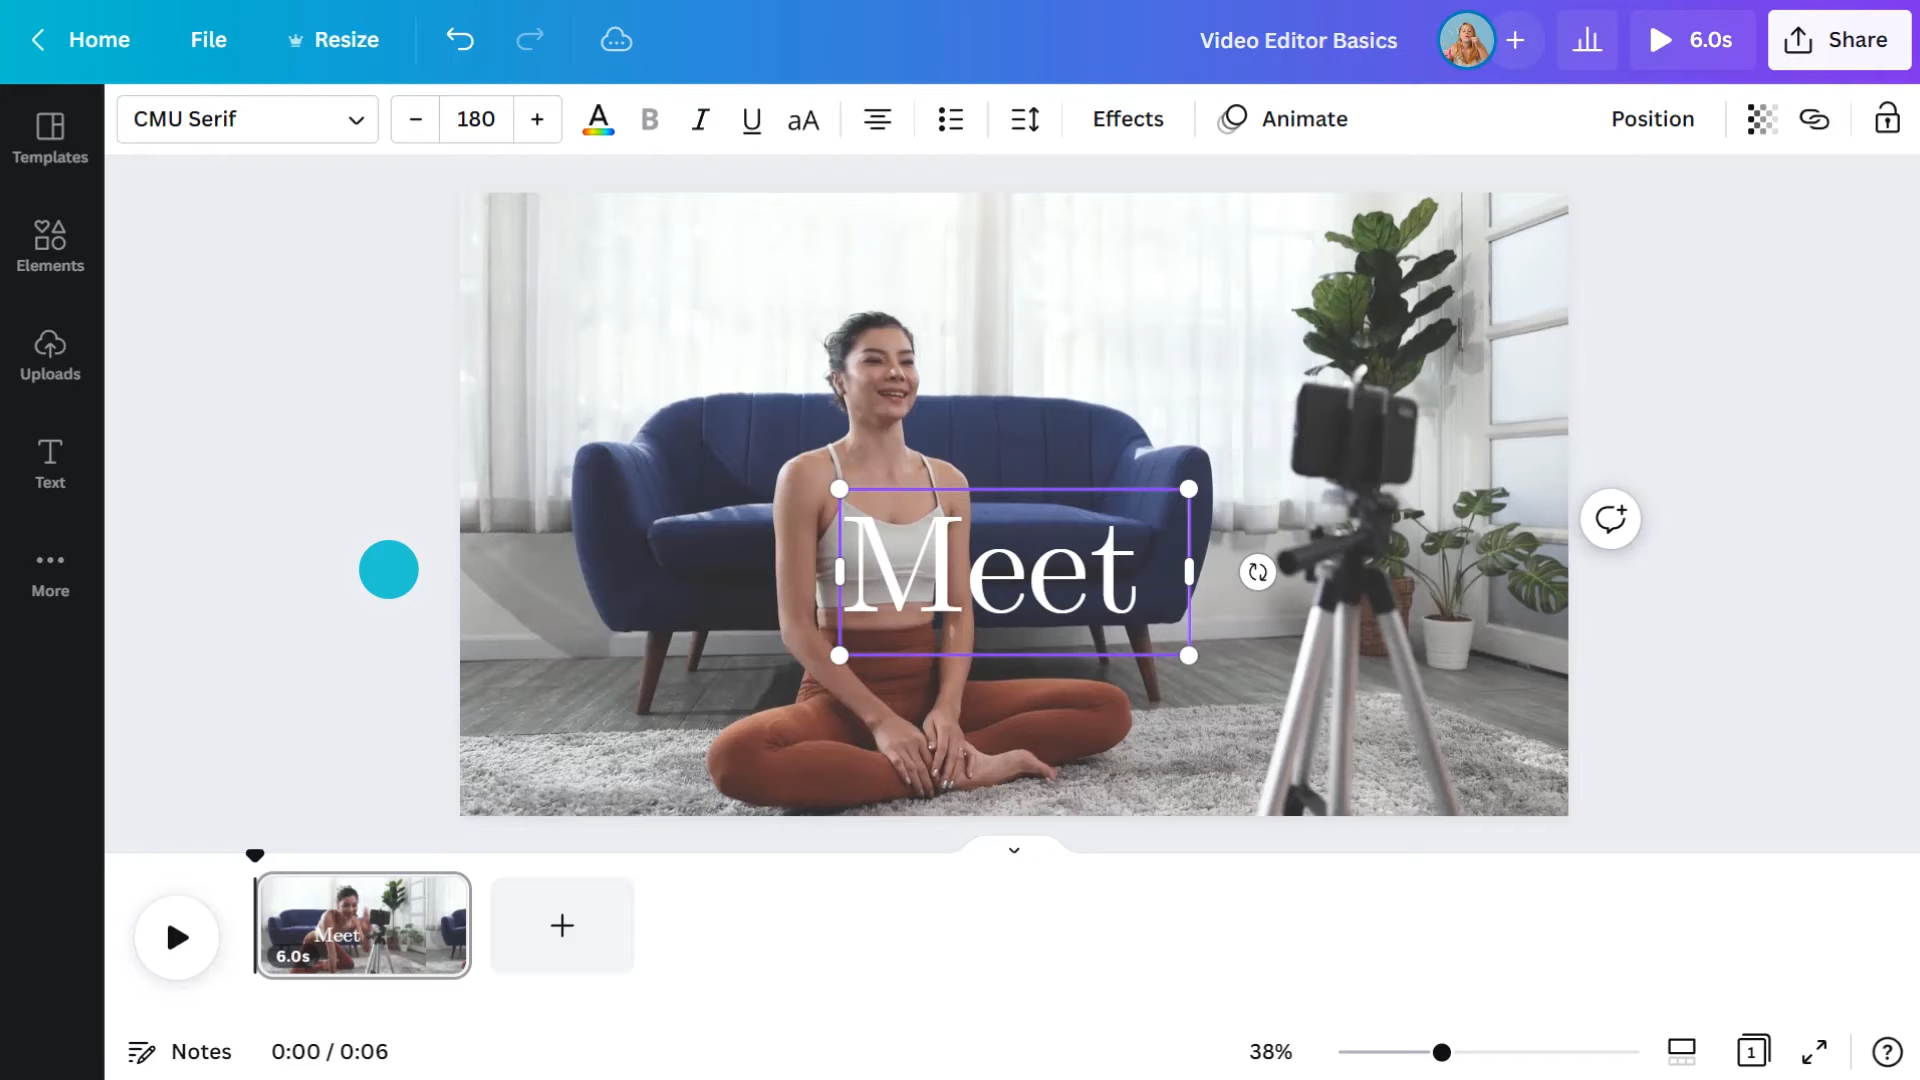 Home File Resize Video Editor Basics 6.0s Share
CMU Serif 180 A B I U aA Effects Animate Position
Templates
Elements
Uploads
Text
More
Meet
Meet
6.0s
Notes 0:00 / 0:06 38% 1 ?